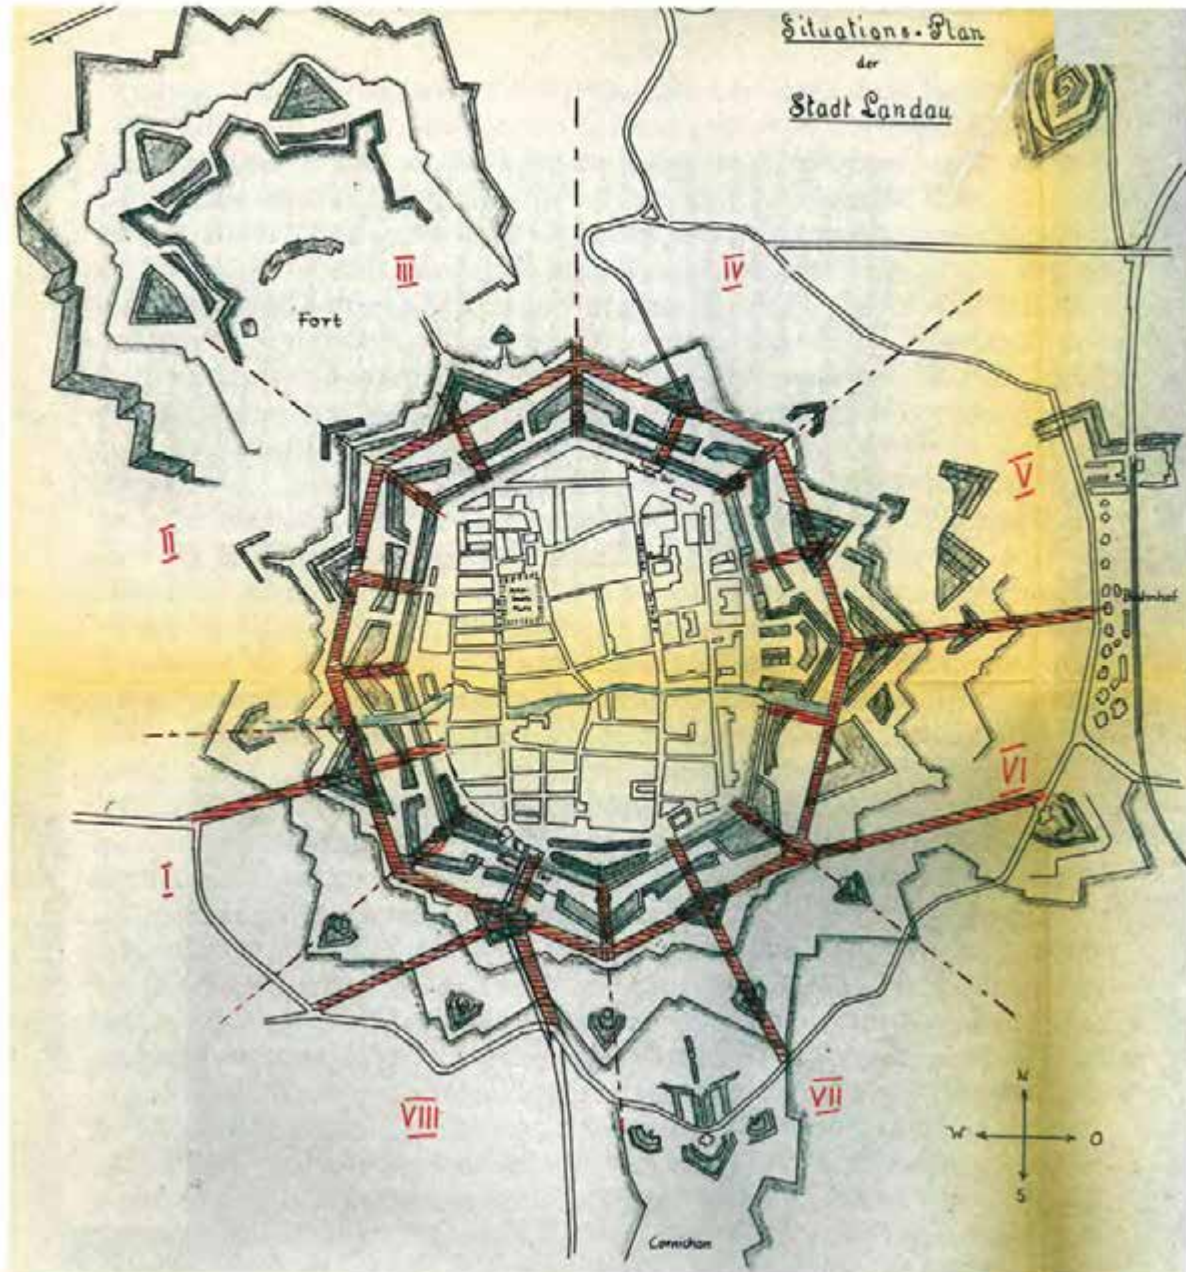 Situations-Plan
der
Stadt Landau
III
IV
Fort
V
II
Bahnhof
VI
I
VIII
VII
N
W
O
S
Cornichon